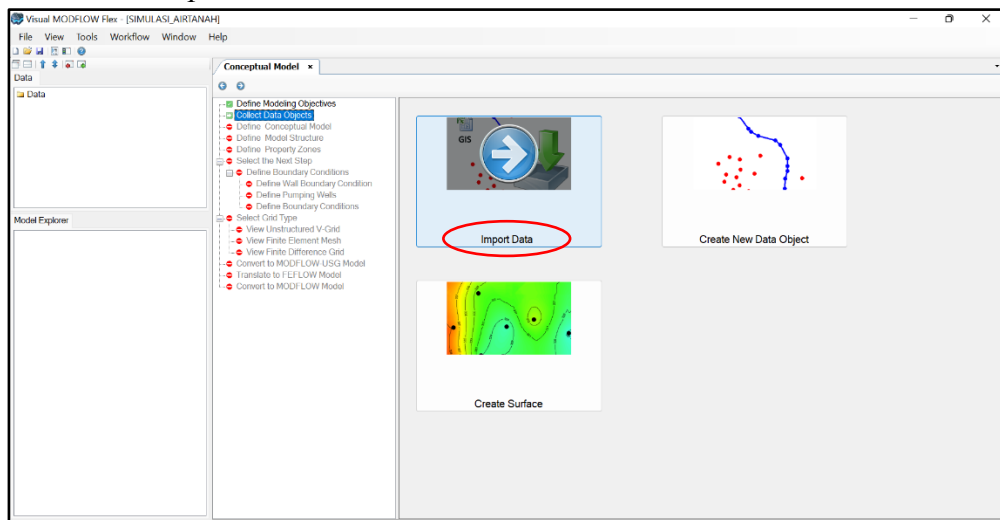 Visual MODFLOW Flex - [SIMULASI_AIRTANAH]
File View Tools Workflow Window Help
Conceptual Model ×
Data
Data
Define Modeling Objectives
Collect Data Objects
Define Conceptual Model
Define Model Structure
Define Property Zones
Select the Next Step
Define Boundary Conditions
Define Wall Boundary Condition
Define Pumping Wells
Define Boundary Conditions
Select Grid Type
View Unstructured V-Grid
View Finite Element Mesh
View Finite Difference Grid
Convert to MODFLOW-USG Model
Translate to FEFLOW Model
Convert to MODFLOW Model
Model Explorer
GIS
Import Data
Create New Data Object
Create Surface